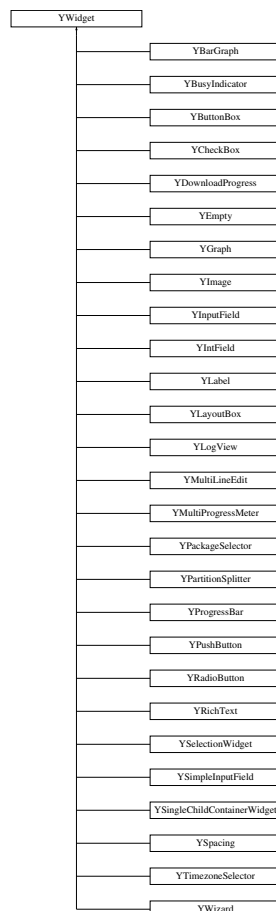 YWidget
YBarGraph
YBusyIndicator
YButtonBox
YCheckBox
YDownloadProgress
YEmpty
YGraph
YImage
YInputField
YIntField
YLabel
YLayoutBox
YLogView
YMultiLineEdit
YMultiProgressMeter
YPackageSelector
YPartitionSplitter
YProgressBar
YPushButton
YRadioButton
YRichText
YSelectionWidget
YSimpleInputField
YSingleChildContainerWidget
YSpacing
YTimezoneSelector
YWizard